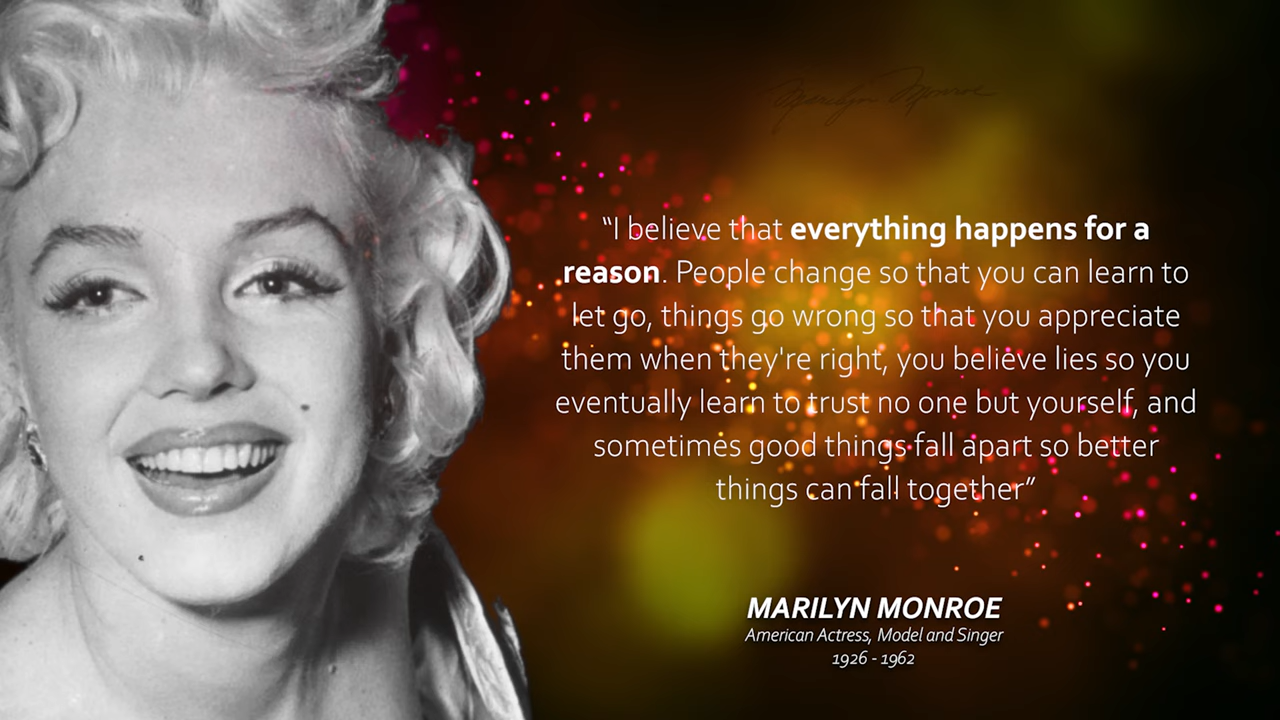 Marilyn Monroe
“I believe that everything happens for a
reason. People change so that you can learn to
let go, things go wrong so that you appreciate
them when they're right, you believe lies so you
eventually learn to trust no one but yourself, and
sometimes good things fall apart so better
things can fall together”
MARILYN MONROE
American Actress, Model and Singer
1926 - 1962